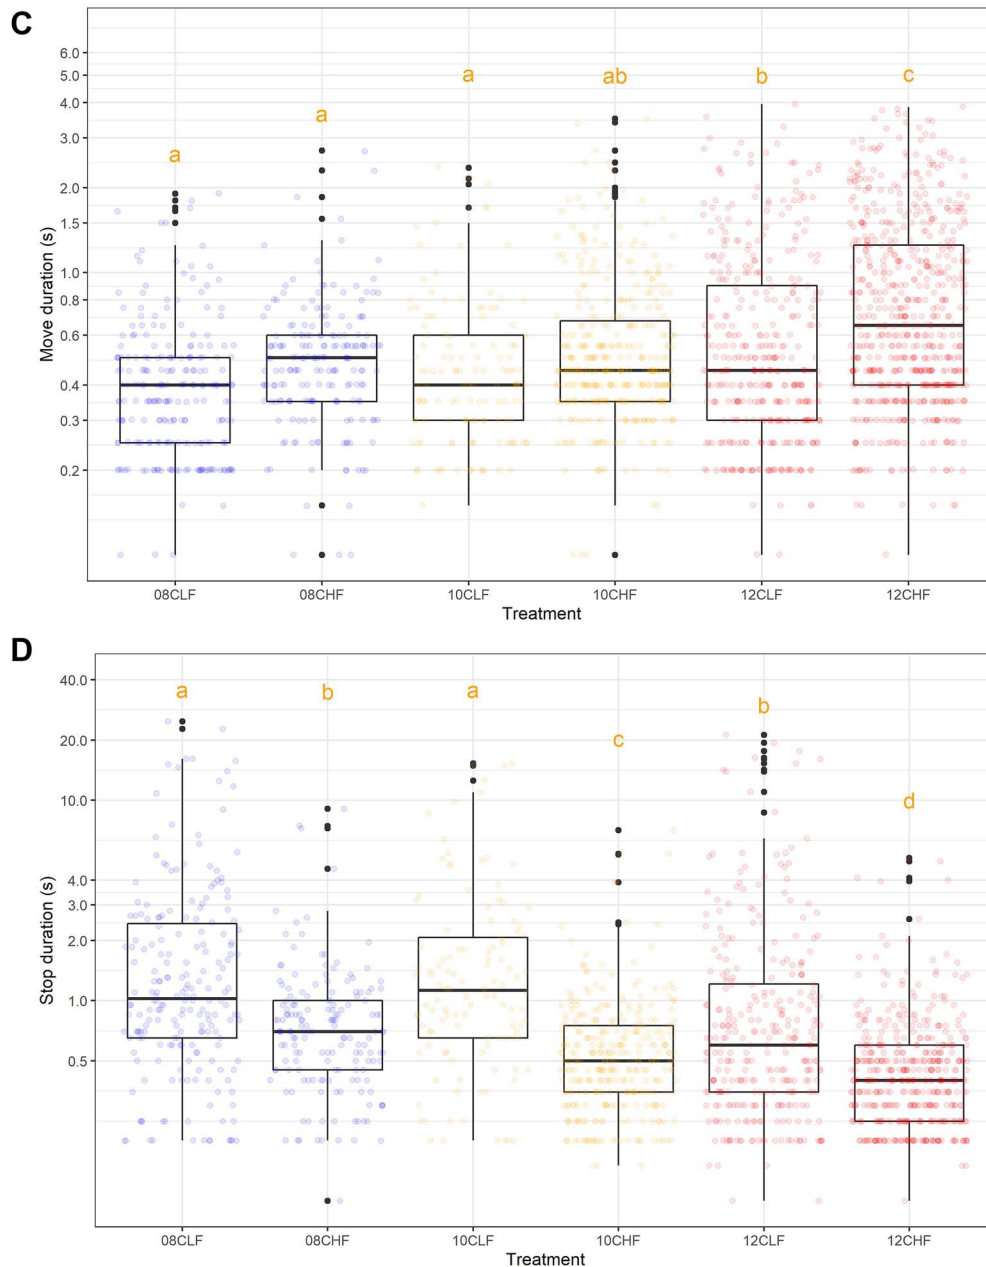 C
6.0
5.0
4.0
3.0
2.0
1.5
1.0
0.8
0.6
0.4
0.3
0.2
Move duration (s)
a a a ab b c
08CLF 08CHF 10CLF 10CHF 12CLF 12CHF
Treatment
D
40.0
20.0
10.0
4.0
3.0
2.0
1.0
0.5
Stop duration (s)
a b a c b d
08CLF 08CHF 10CLF 10CHF 12CLF 12CHF
Treatment